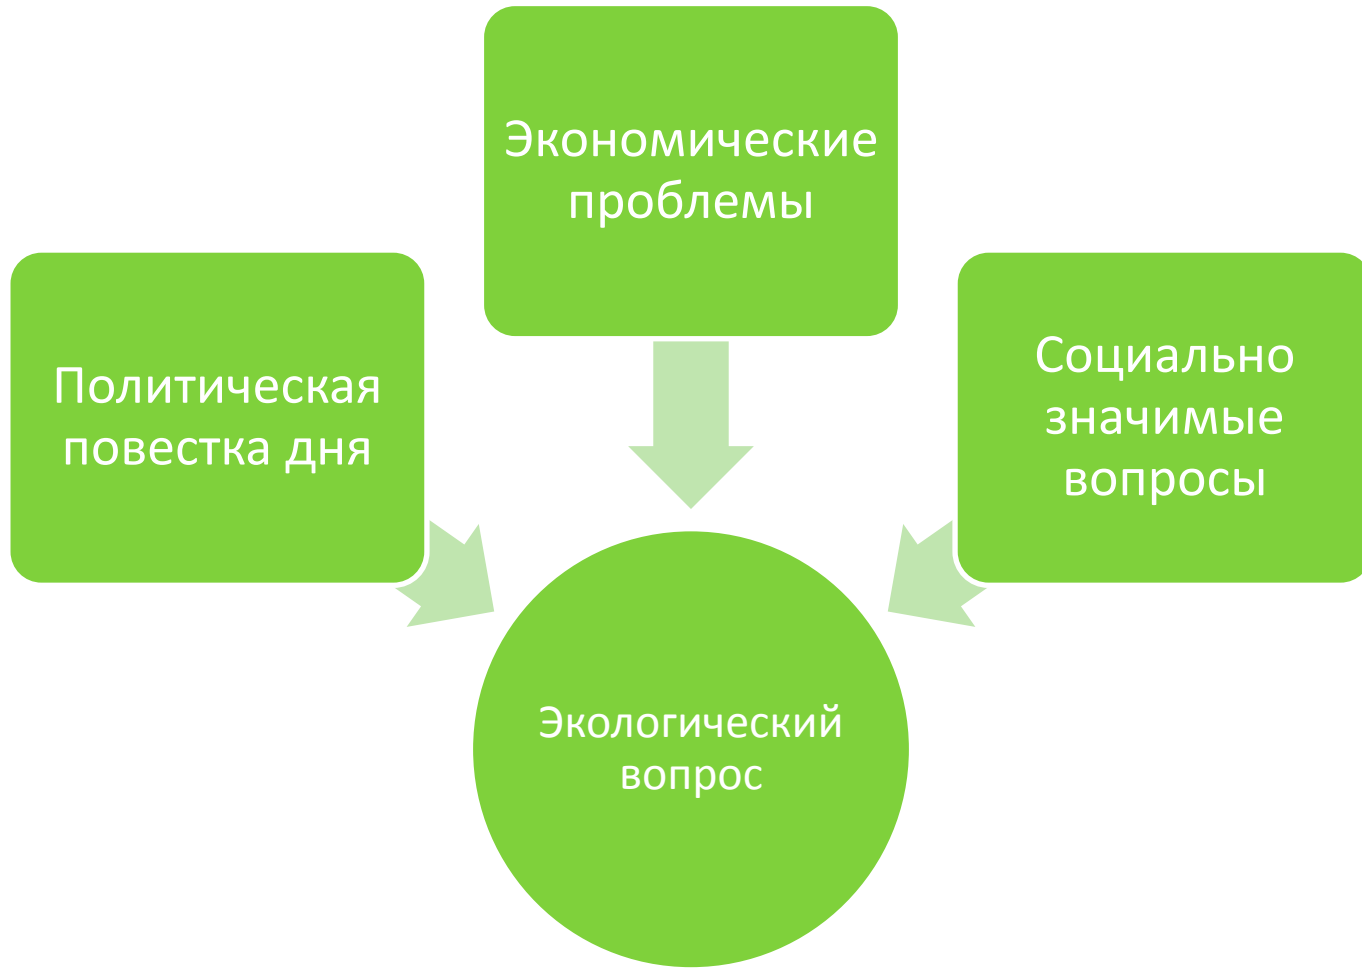 Экономические
проблемы
Политическая
повестка дня
Социально
значимые
вопросы
Экологический
вопрос